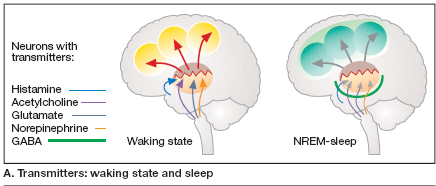 Neurons with
transmitters:
Histamine
Acetylcholine
Glutamate
Norepinephrine
GABA
Waking state
NREM-sleep
A. Transmitters: waking state and sleep